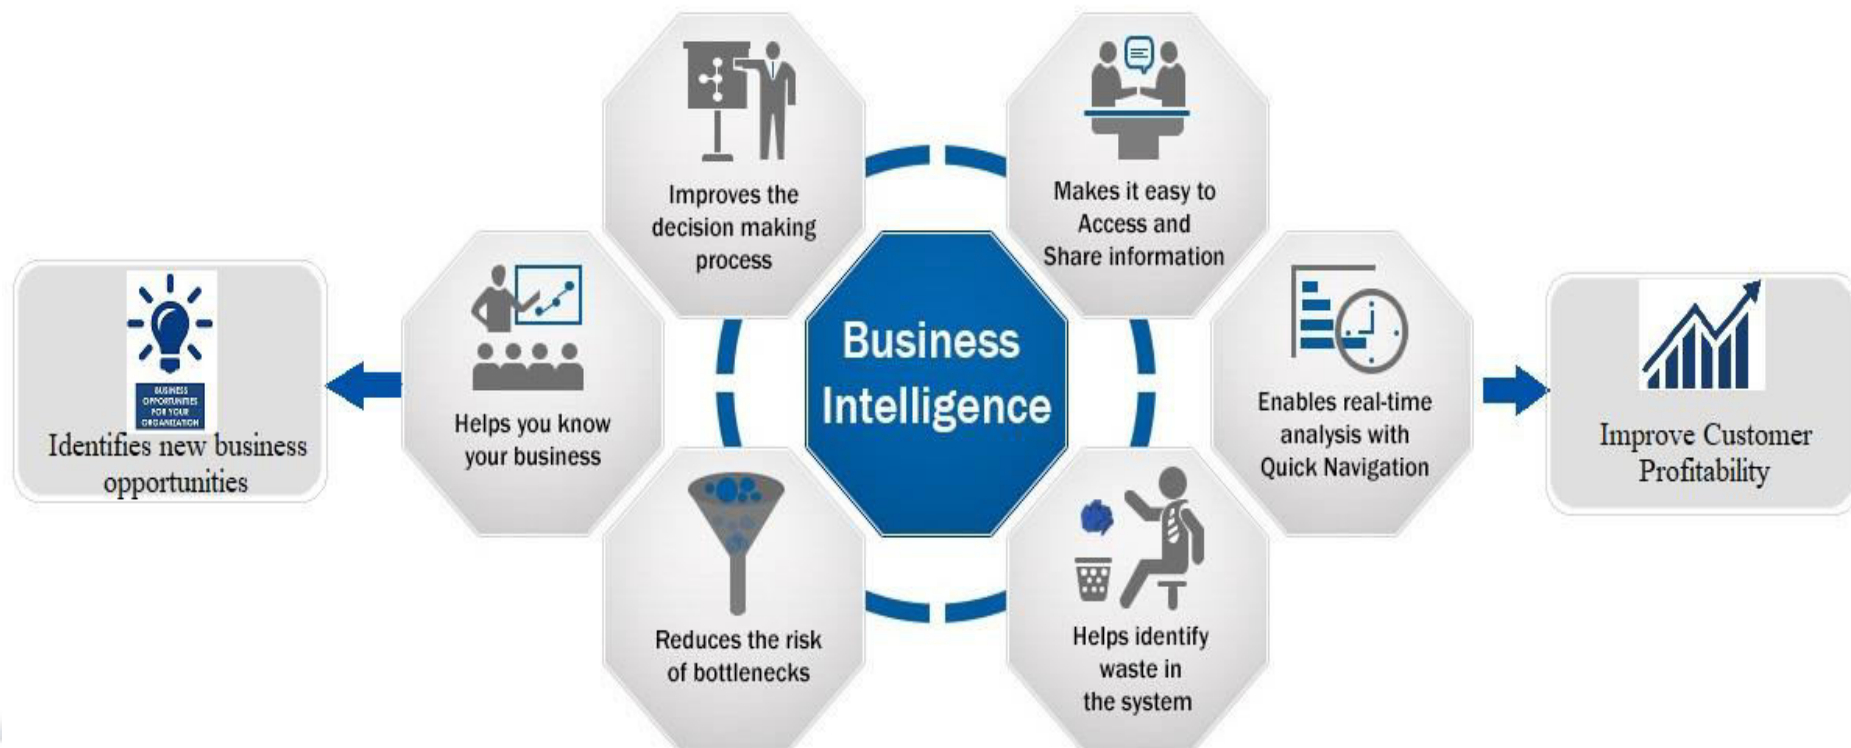 Improves the
decision making
process
Makes it easy to
Access and
Share information
BUSINESS
OPPORTUNITIES
FOR YOUR
ORGANIZATION
Identifies new business
opportunities
Helps you know
your business
Business
Intelligence
Enables real-time
analysis with
Quick Navigation
Improve Customer
Profitability
Reduces the risk
of bottlenecks
Helps identify
waste in
the system